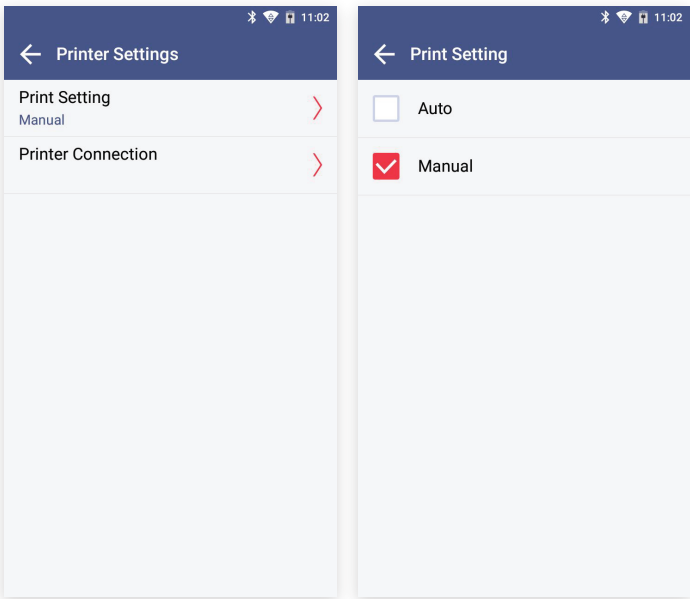 11:02
Printer Settings
Print Setting
Manual
Printer Connection
11:02
Print Setting
Auto
Manual